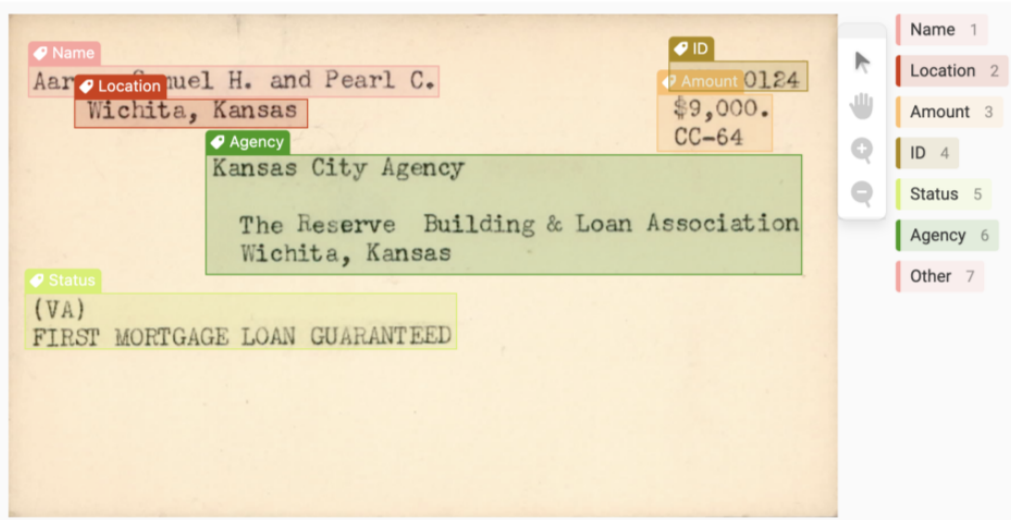 Name
ID
Aar
muel H. and Pearl C.
Location
Amount
0124
Wichita, Kansas
$9,000.
CC-64
Agency
Kansas City Agency
The Reserve Building & Loan Association
Wichita, Kansas
Status
(VA)
FIRST MORTGAGE LOAN GUARANTEED
Name 1
Location 2
Amount 3
ID 4
Status 5
Agency 6
Other 7